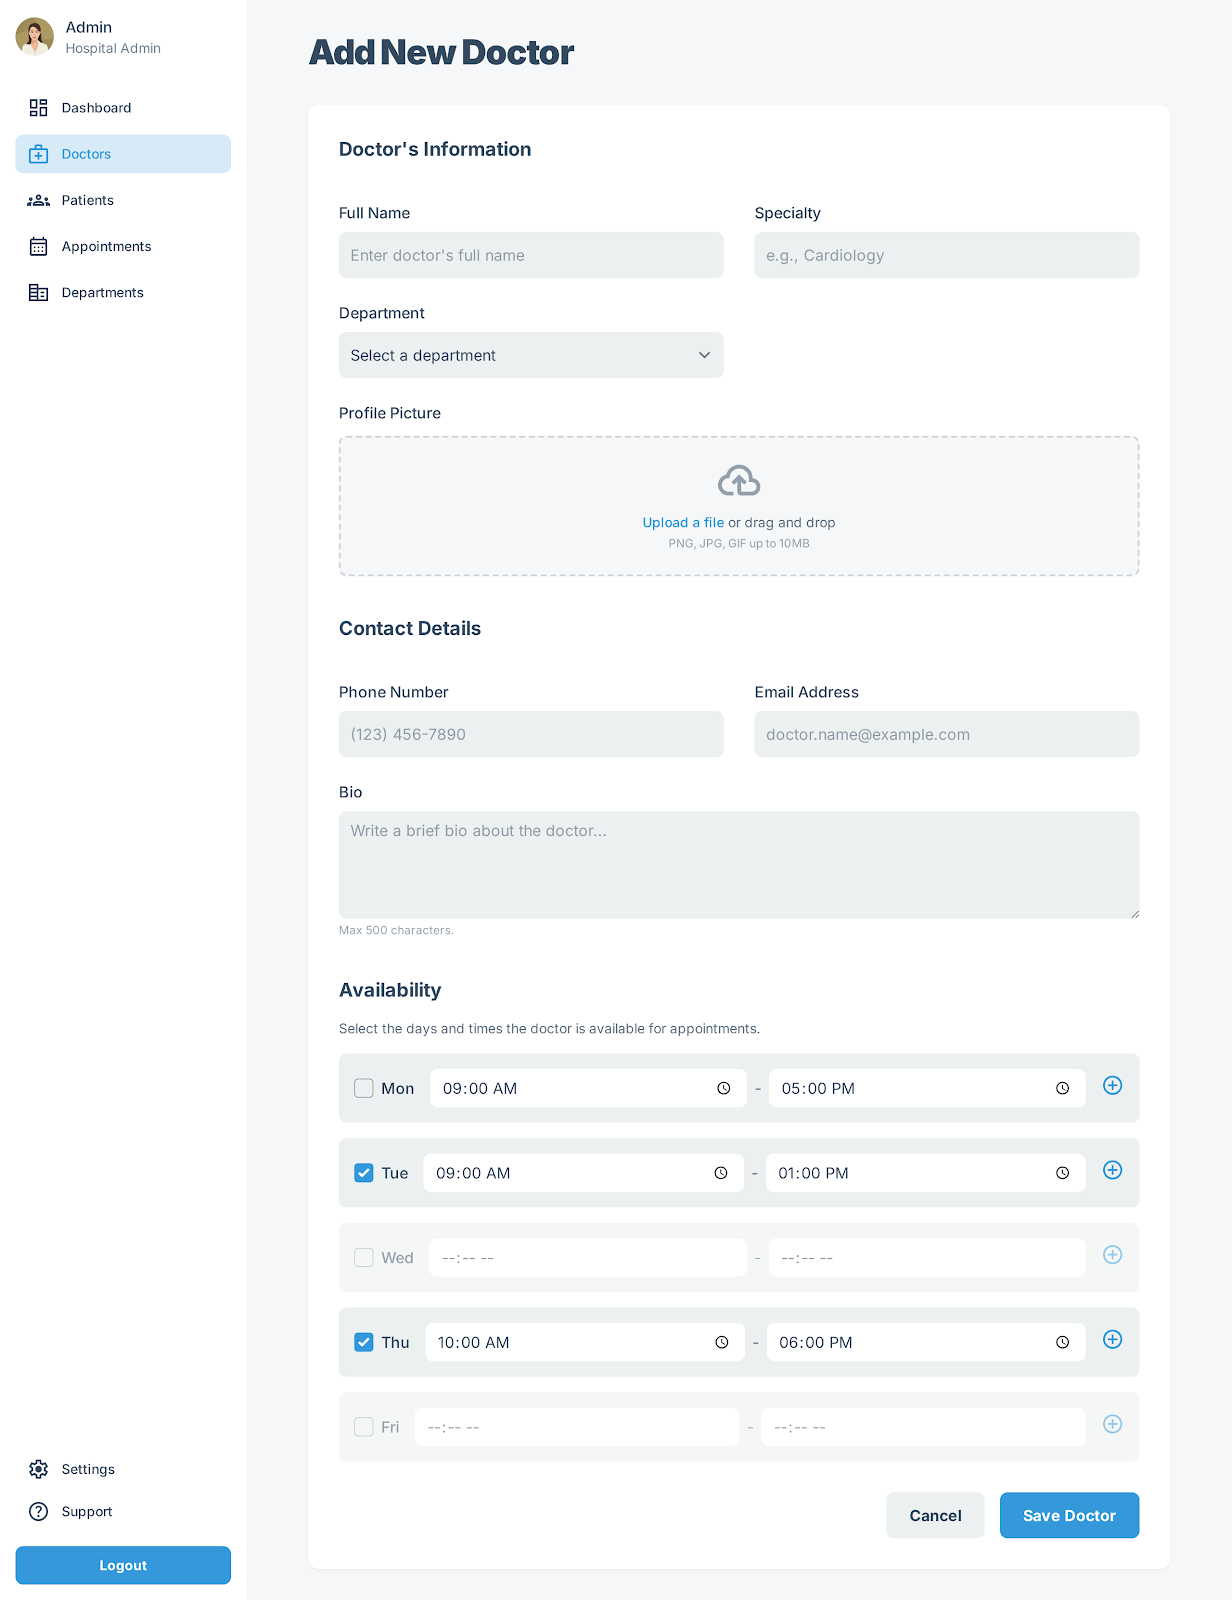 Admin
Hospital Admin
Dashboard
Doctors
Patients
Appointments
Departments
Settings
Support
Logout
Add New Doctor
Doctor's Information
Full Name
Specialty
Enter doctor's full name
e.g., Cardiology
Department
Select a department
Profile Picture
Upload a file or drag and drop
PNG, JPG, GIF up to 10MB
Contact Details
Phone Number
Email Address
(123) 456-7890
doctor.name@example.com
Bio
Write a brief bio about the doctor...
Max 500 characters.
Availability
Select the days and times the doctor is available for appointments.
Mon 09:00 AM - 05:00 PM
Tue 09:00 AM - 01:00 PM
Wed --:-- -- - --:-- --
Thu 10:00 AM - 06:00 PM
Fri --:-- -- - --:-- --
Cancel
Save Doctor